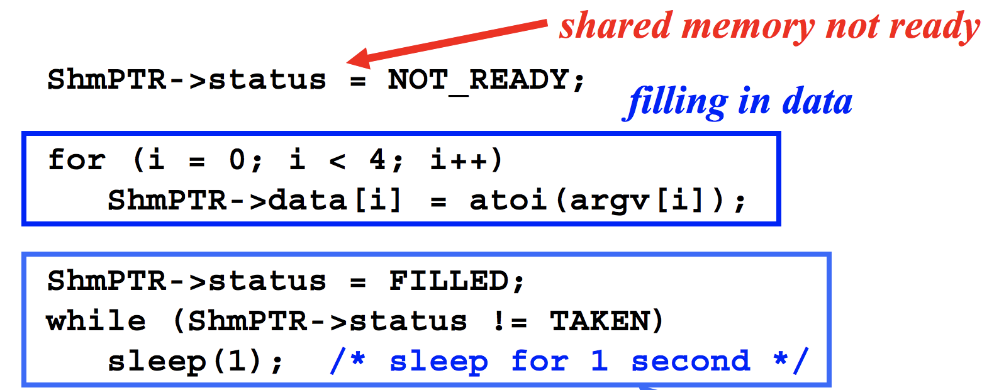 shared memory not ready
ShmPTR->status = NOT_READY;
filling in data
for (i = 0; i < 4; i++)
ShmPTR->data[i] = atoi(argv[i]);
ShmPTR->status = FILLED;
while (ShmPTR->status != TAKEN)
sleep(1); /* sleep for 1 second */